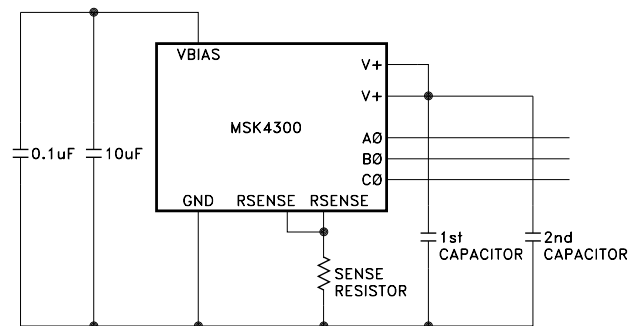 VBIAS
V+
V+
MSK4300
0.1uF
10uF
AØ
BØ
CØ
GND
RSENSE
RSENSE
1st
CAPACITOR
2nd
CAPACITOR
SENSE
RESISTOR